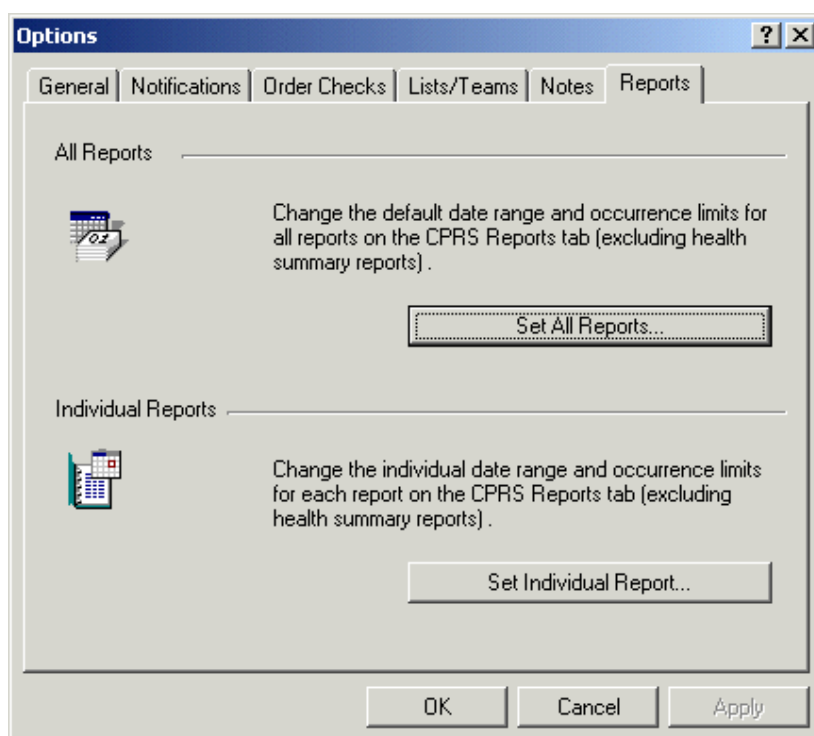 Options
General Notifications Order Checks Lists/Teams Notes Reports
All Reports
Change the default date range and occurrence limits for
all reports on the CPRS Reports tab (excluding health
summary reports) .
Set All Reports...
Individual Reports
Change the individual date range and occurrence limits
for each report on the CPRS Reports tab (excluding
health summary reports) .
Set Individual Report...
OK Cancel Apply